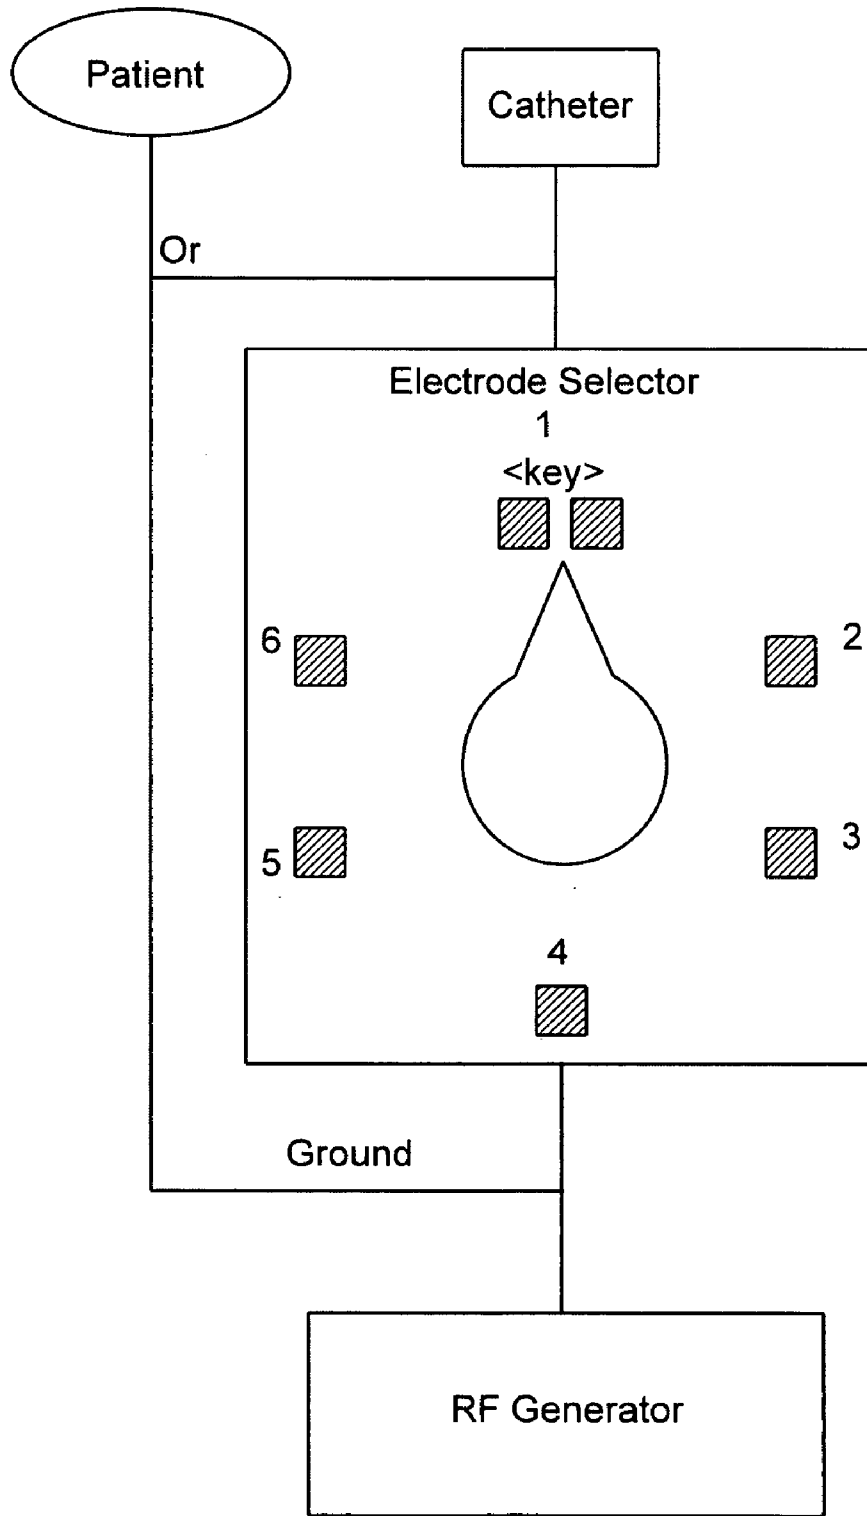 Patient
Catheter
Or
Electrode Selector
1
<key>
6
2
5
3
4
Ground
RF Generator